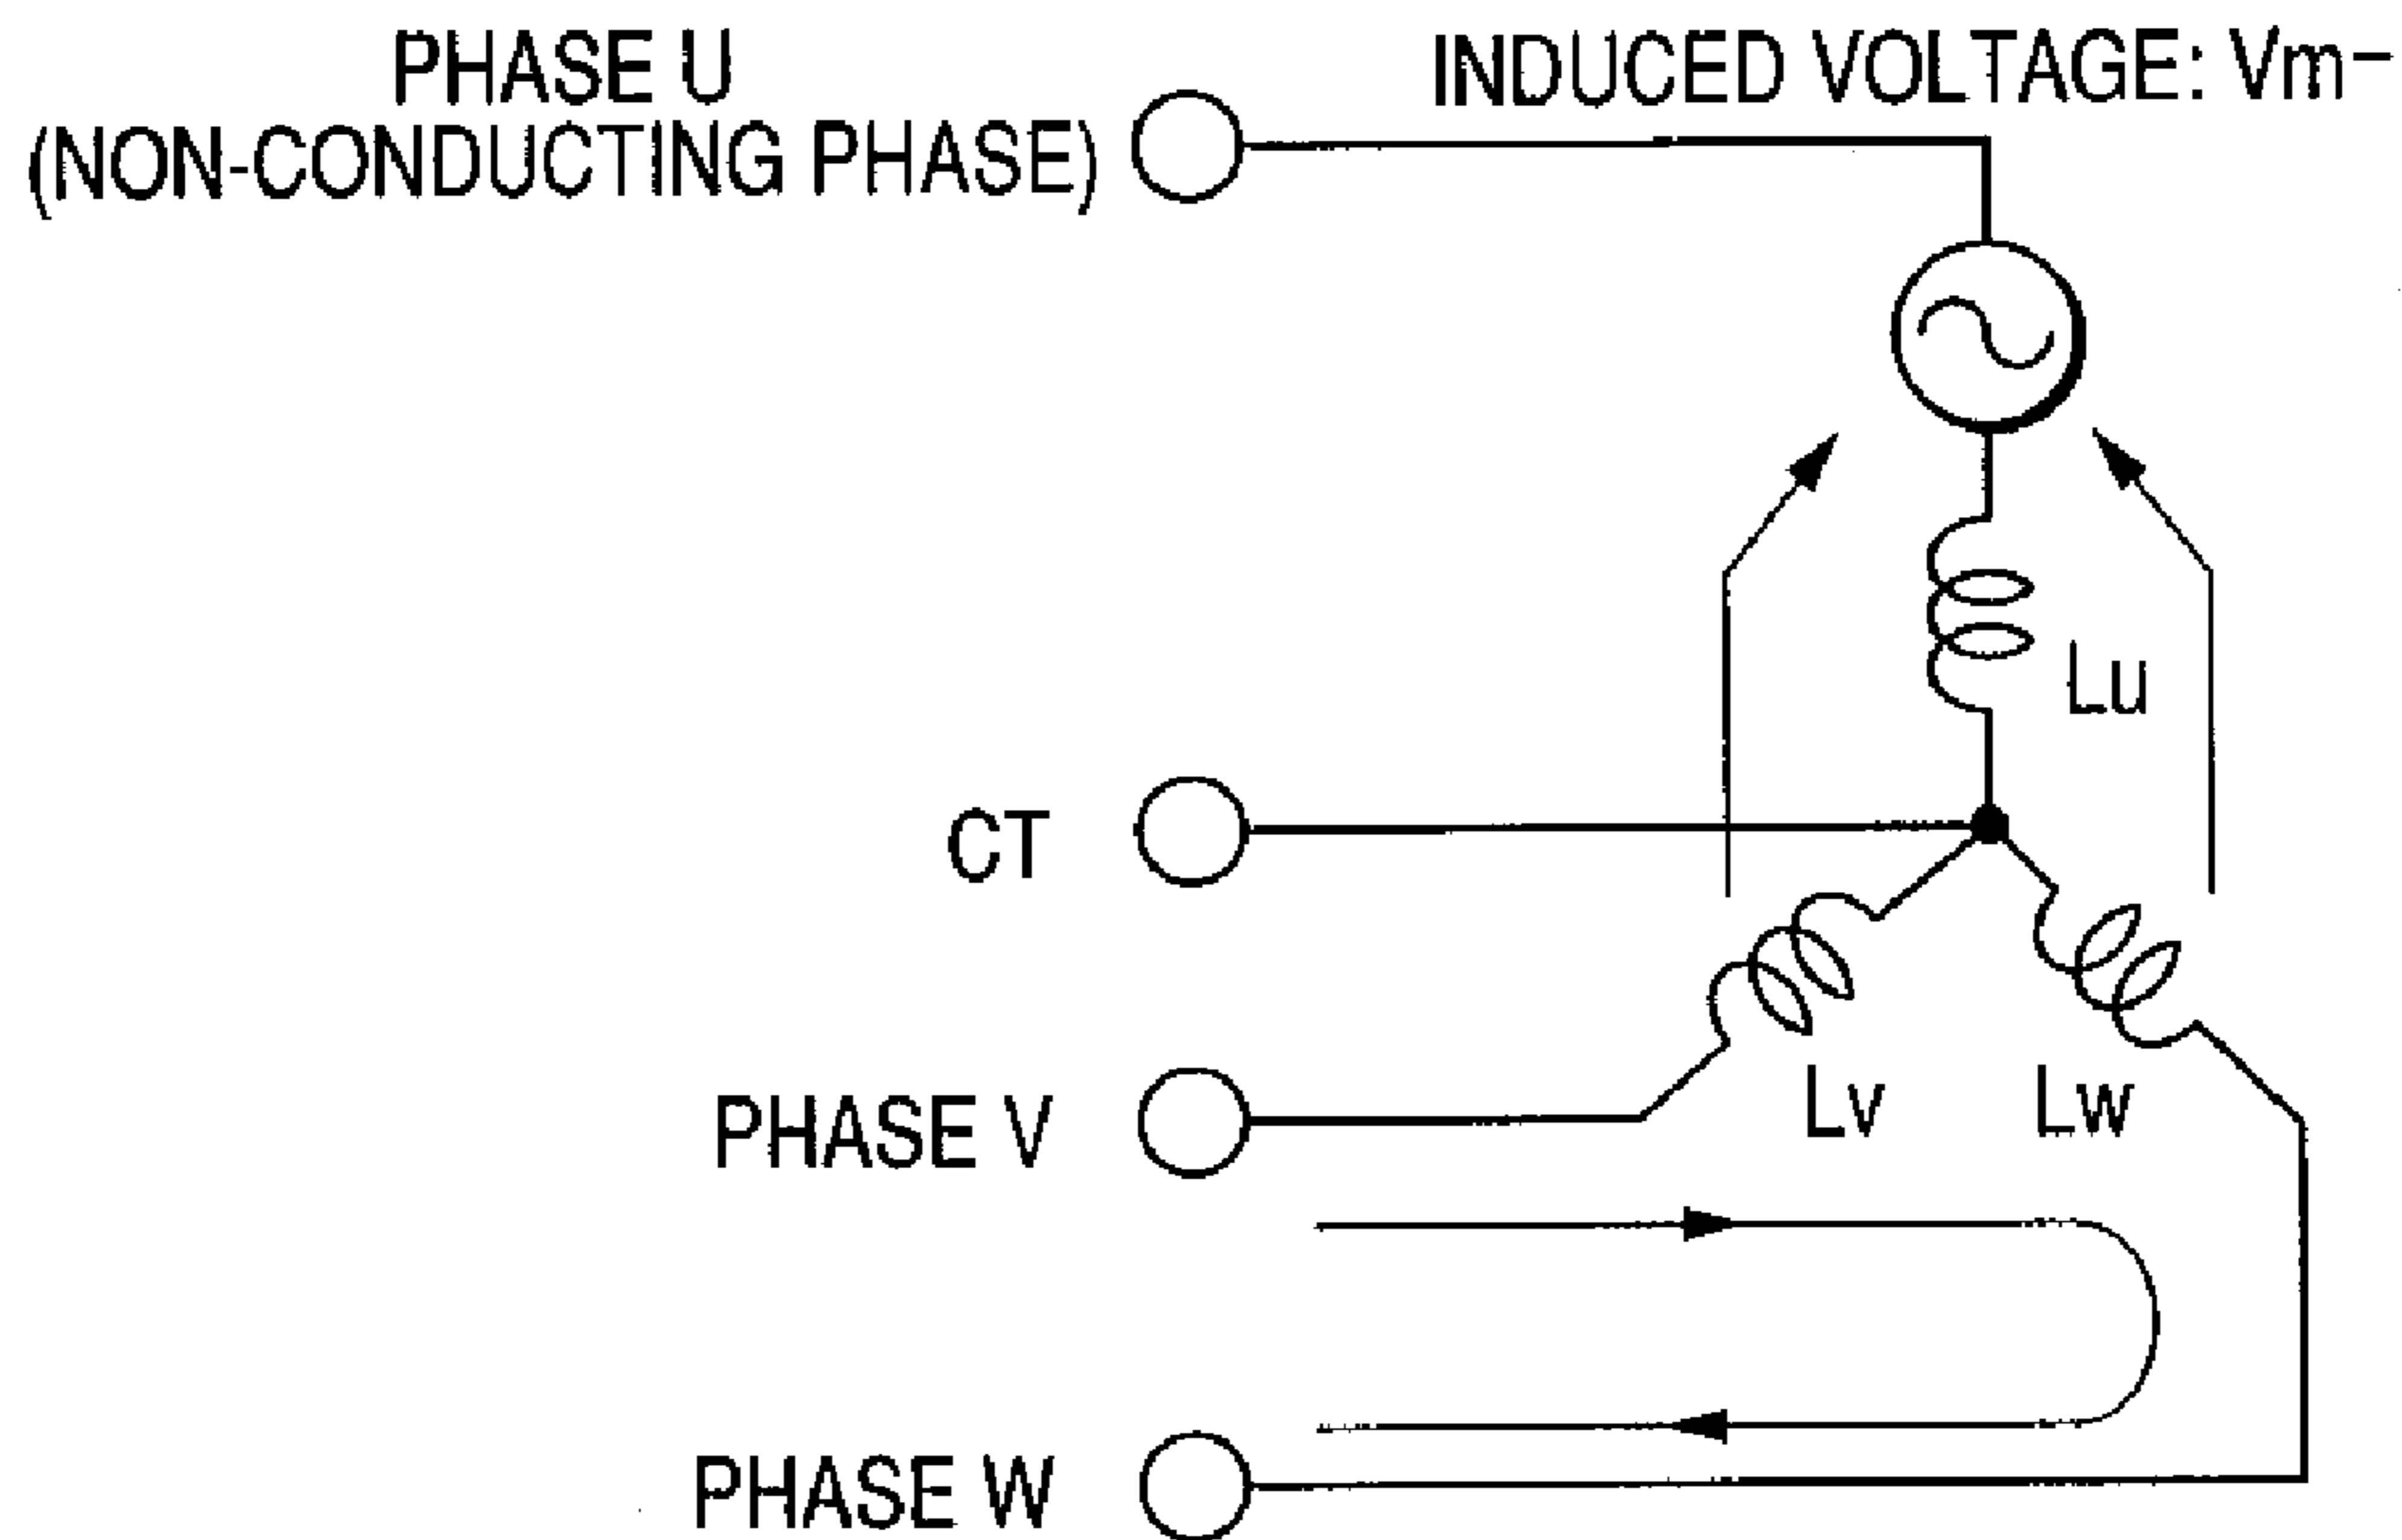 PHASE U
(NON-CONDUCTING PHASE)
INDUCED VOLTAGE: Vm-
Lu
CT
PHASE V
Lv
Lw
PHASE W